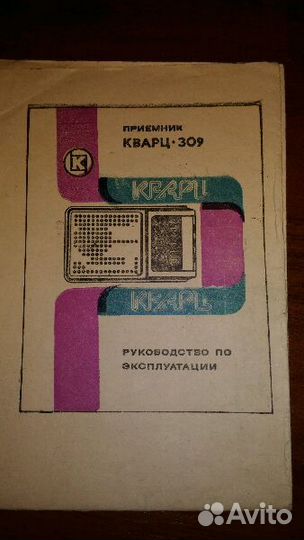 ПРИЕМНИК
КВАРЦ·309
К
КВАРЦ
КВАРЦ
РУКОВОДСТВО ПО
ЭКСПЛУАТАЦИИ
Avito